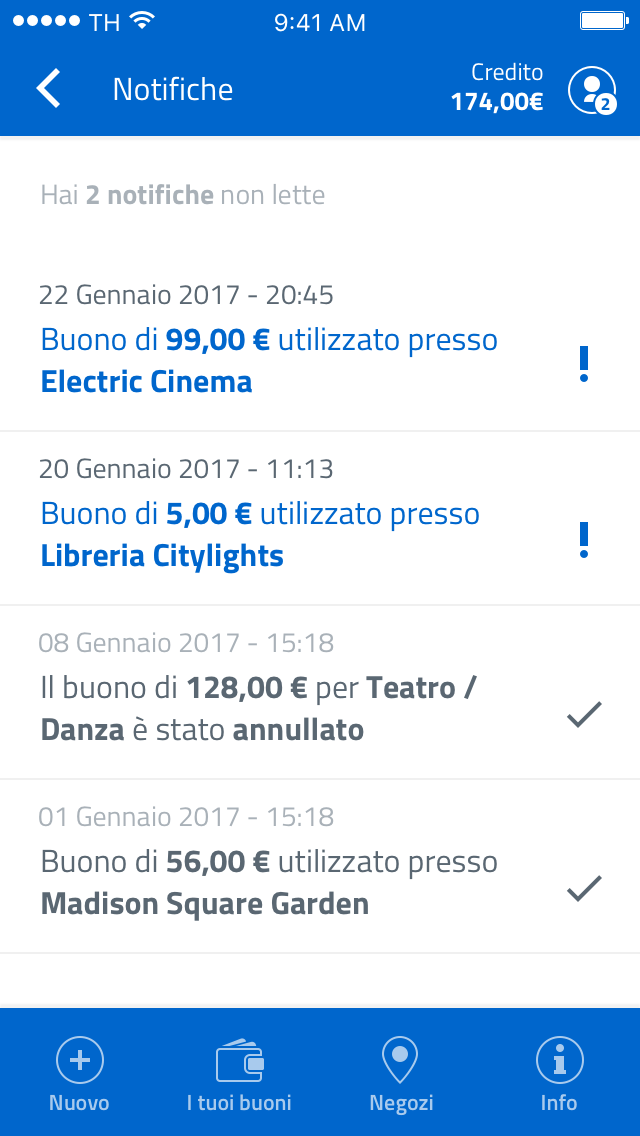 TH 9:41 AM
Notifiche
Credito
174,00€
2
Hai 2 notifiche non lette
22 Gennaio 2017 - 20:45
Buono di 99,00 € utilizzato presso
Electric Cinema
20 Gennaio 2017 - 11:13
Buono di 5,00 € utilizzato presso
Libreria Citylights
08 Gennaio 2017 - 15:18
Il buono di 128,00 € per Teatro /
Danza è stato annullato
01 Gennaio 2017 - 15:18
Buono di 56,00 € utilizzato presso
Madison Square Garden
Nuovo I tuoi buoni Negozi Info